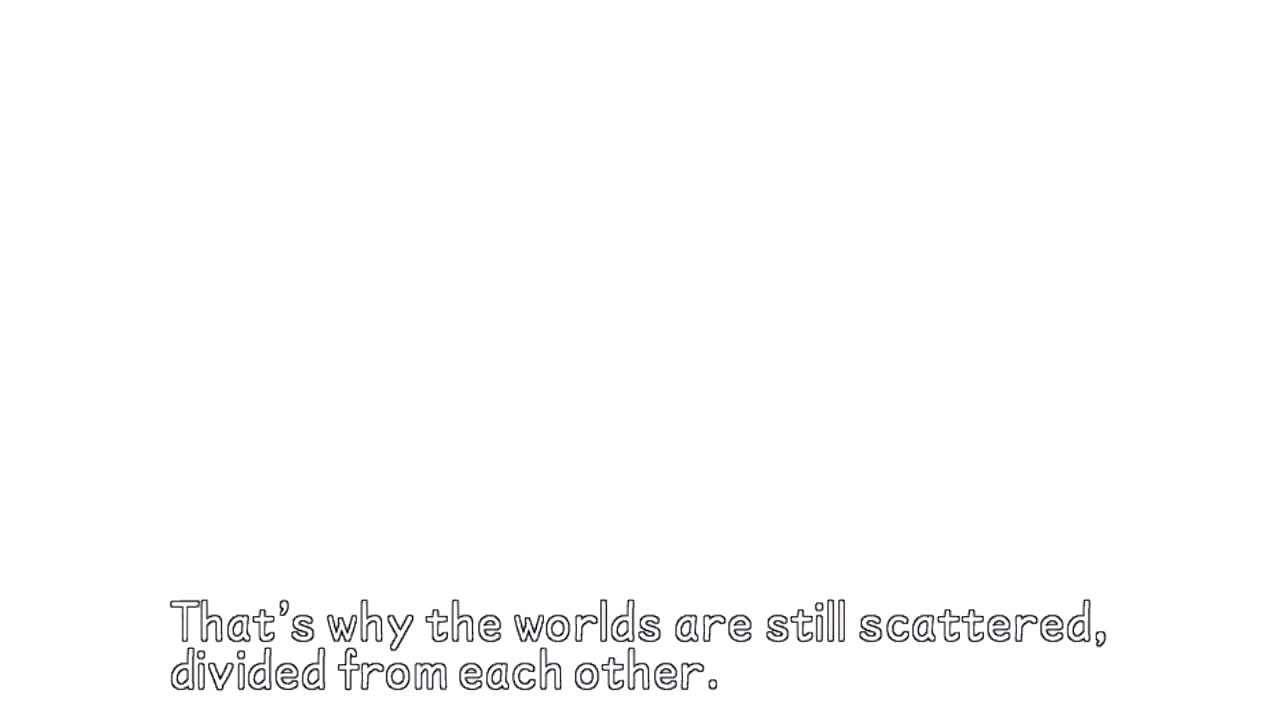 That's why the worlds are still scattered,
divided from each other.